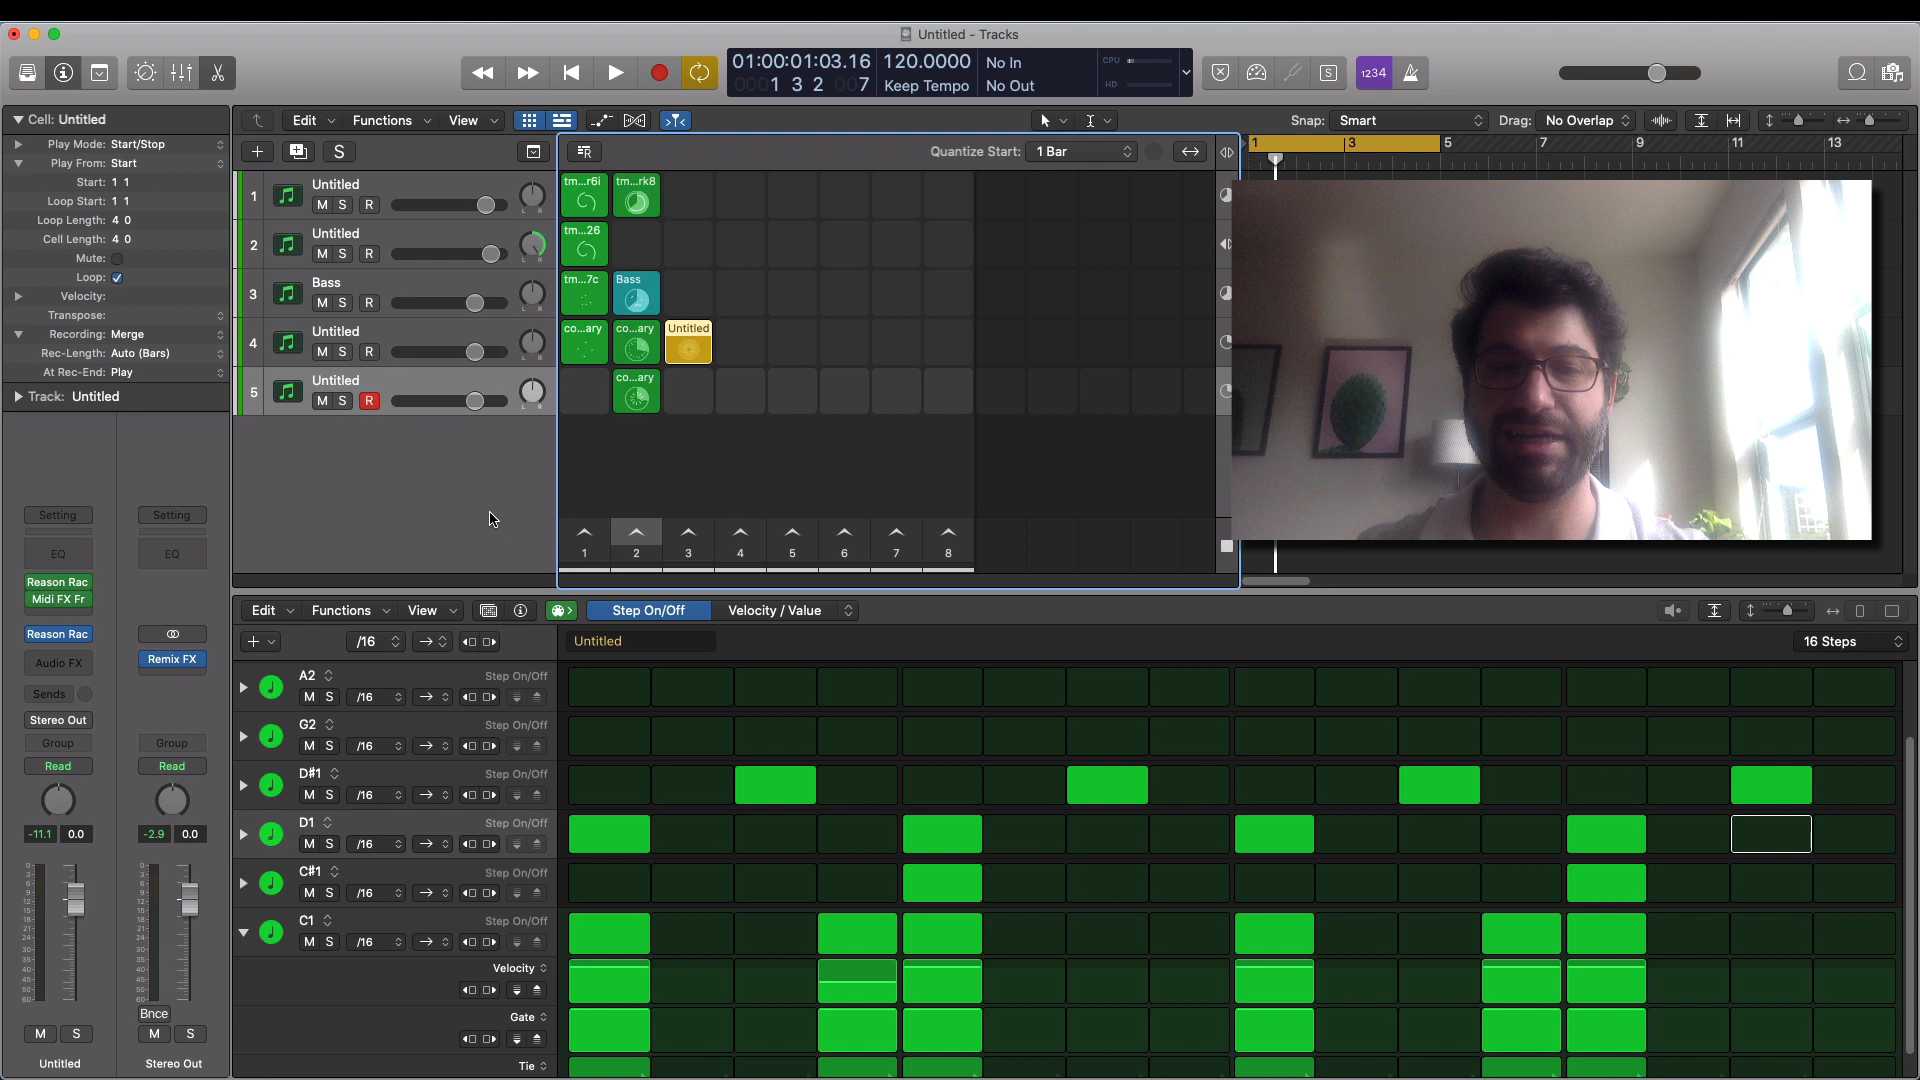 Untitled - Tracks
01:00:01:03.16 120.0000 No In CPU
0001 3 2 007 Keep Tempo No Out HD
1234
S
Cell: Untitled
Play Mode: Start/Stop
Play From: Start
Start: 1 1
Loop Start: 1 1
Loop Length: 4 0
Cell Length: 4 0
Mute:
Loop:
Velocity:
Transpose:
Recording: Merge
Rec-Length: Auto (Bars)
At Rec-End: Play
Track: Untitled
Edit Functions View
Snap: Smart Drag: No Overlap
S
Quantize Start: 1 Bar
1 3 5 7 9 11 13
1 Untitled
M S R
L R
tm...r6i tm...rk8
2 Untitled
M S R
L R
tm...26
3 Bass
M S R
L R
tm...7c Bass
4 Untitled
M S R
L R
co...ary co...ary Untitled
5 Untitled
M S R
L R
co...ary
1 2 3 4 5 6 7 8
Setting Setting
EQ EQ
Reason Rac
Midi FX Fr
Reason Rac
Remix FX
Audio FX
Sends
Stereo Out
Group Group
Read Read
-11.1 0.0 -2.9 0.0
Bnce
M S M S
Untitled Stereo Out
Edit Functions View
Step On/Off Velocity / Value
/16
Untitled
16 Steps
A2 Step On/Off
M S /16
G2 Step On/Off
M S /16
D#1 Step On/Off
M S /16
D1 Step On/Off
M S /16
C#1 Step On/Off
M S /16
C1 Step On/Off
M S /16
Velocity
Gate
Tie